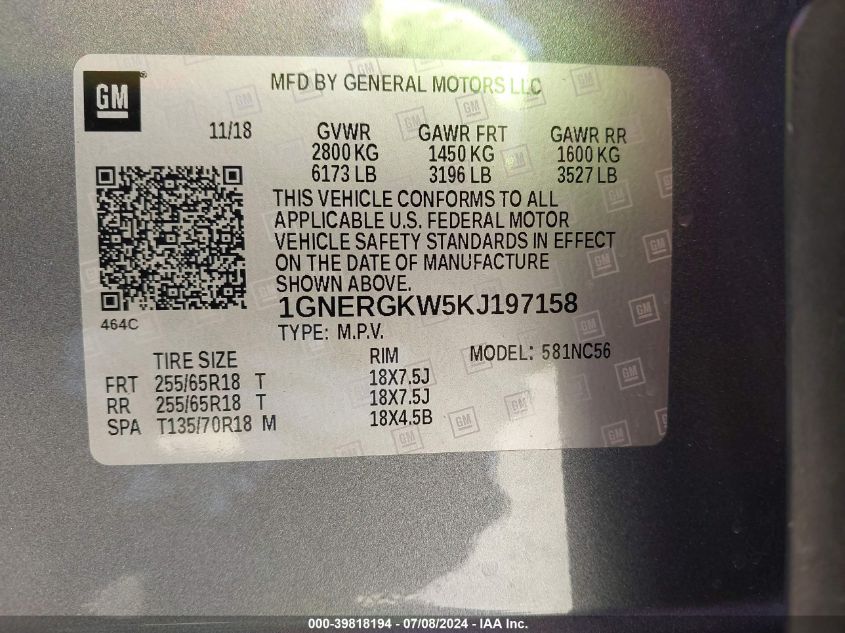 GM
MFD BY GENERAL MOTORS LLC
11/18 GVWR GAWR FRT GAWR RR
2800 KG 1450 KG 1600 KG
6173 LB 3196 LB 3527 LB
THIS VEHICLE CONFORMS TO ALL
APPLICABLE U.S. FEDERAL MOTOR
VEHICLE SAFETY STANDARDS IN EFFECT
ON THE DATE OF MANUFACTURE
SHOWN ABOVE.
1GNERGKW5KJ197158
464C
TYPE: M.P.V.
TIRE SIZE RIM MODEL: 581NC56
FRT 255/65R18 T 18X7.5J
RR 255/65R18 T 18X7.5J
SPA T135/70R18 M 18X4.5B
000-39818194 - 07/08/2024 - IAA Inc.